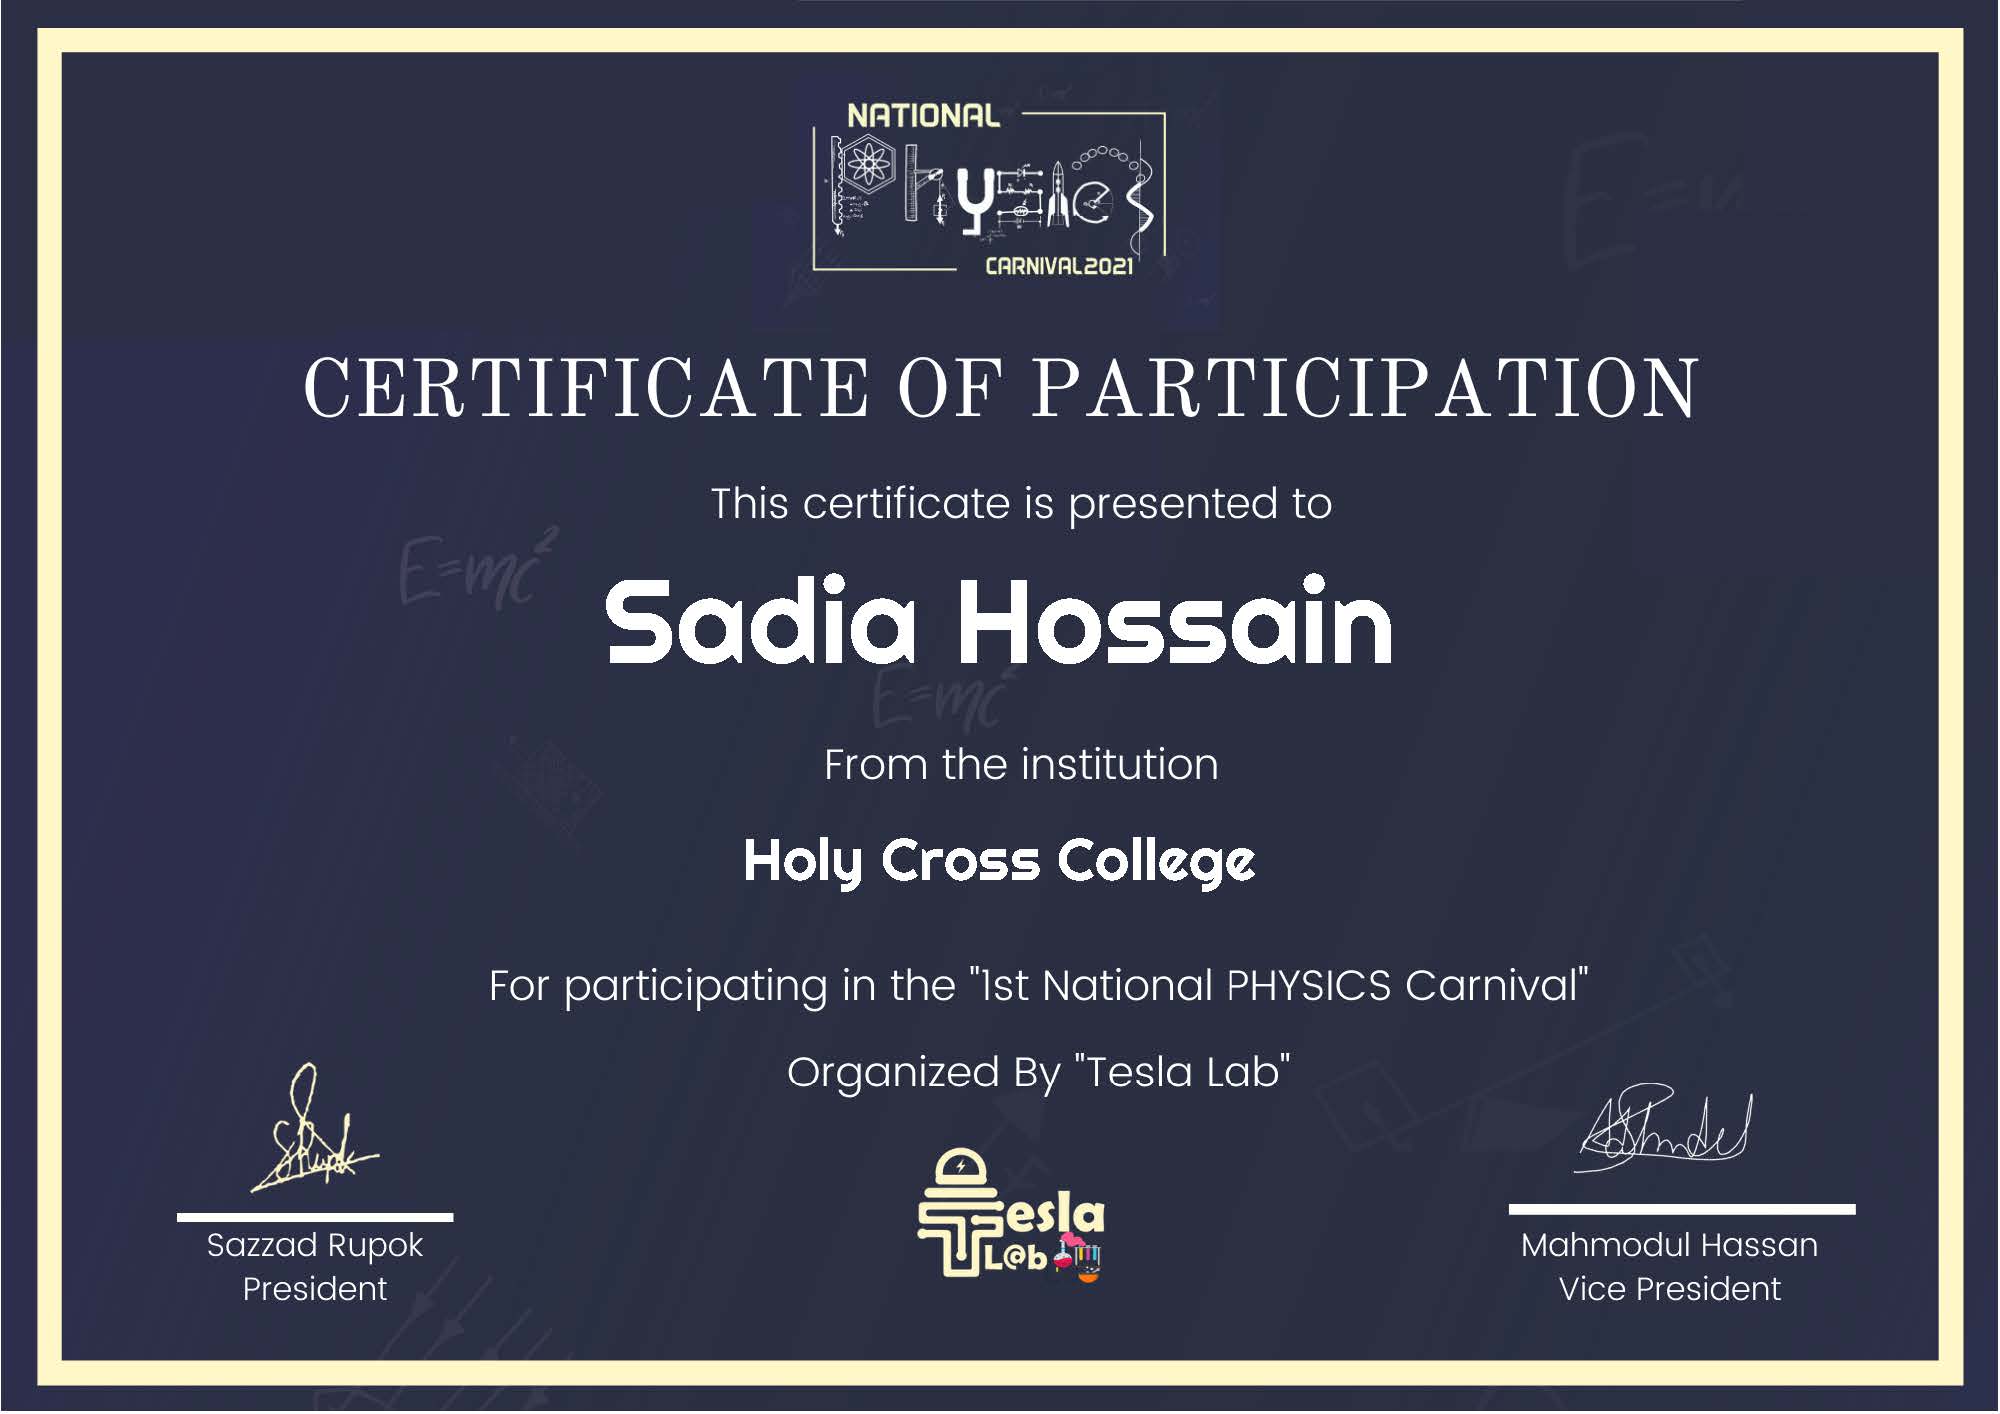 NATIONAL
Physics
CARNIVAL2021
CERTIFICATE OF PARTICIPATION
This certificate is presented to
E=m
E=mc²
Sadia Hossain
E=mc²
From the institution
Holy Cross College
For participating in the "1st National PHYSICS Carnival"
Organized By "Tesla Lab"
Tesla
L@b
Sazzad Rupok
President
Mahmodul Hassan
Vice President